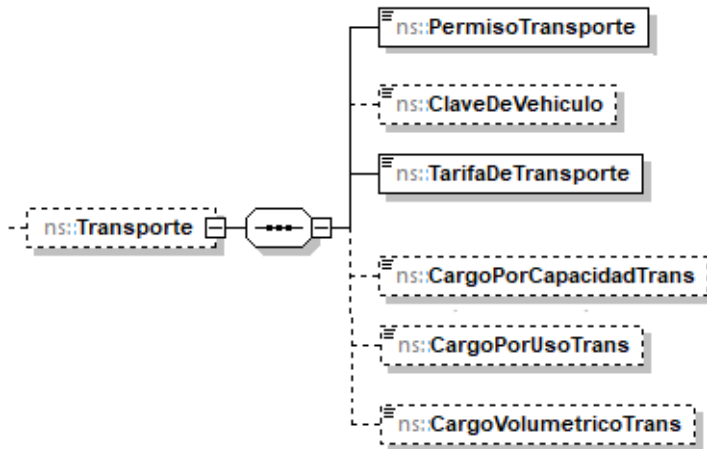 ns::PermisoTransporte
ns::ClaveDeVehiculo
ns::TarifaDeTransporte
ns::Transporte
ns::CargoPorCapacidadTrans
ns::CargoPorUsoTrans
ns::CargoVolumetricoTrans